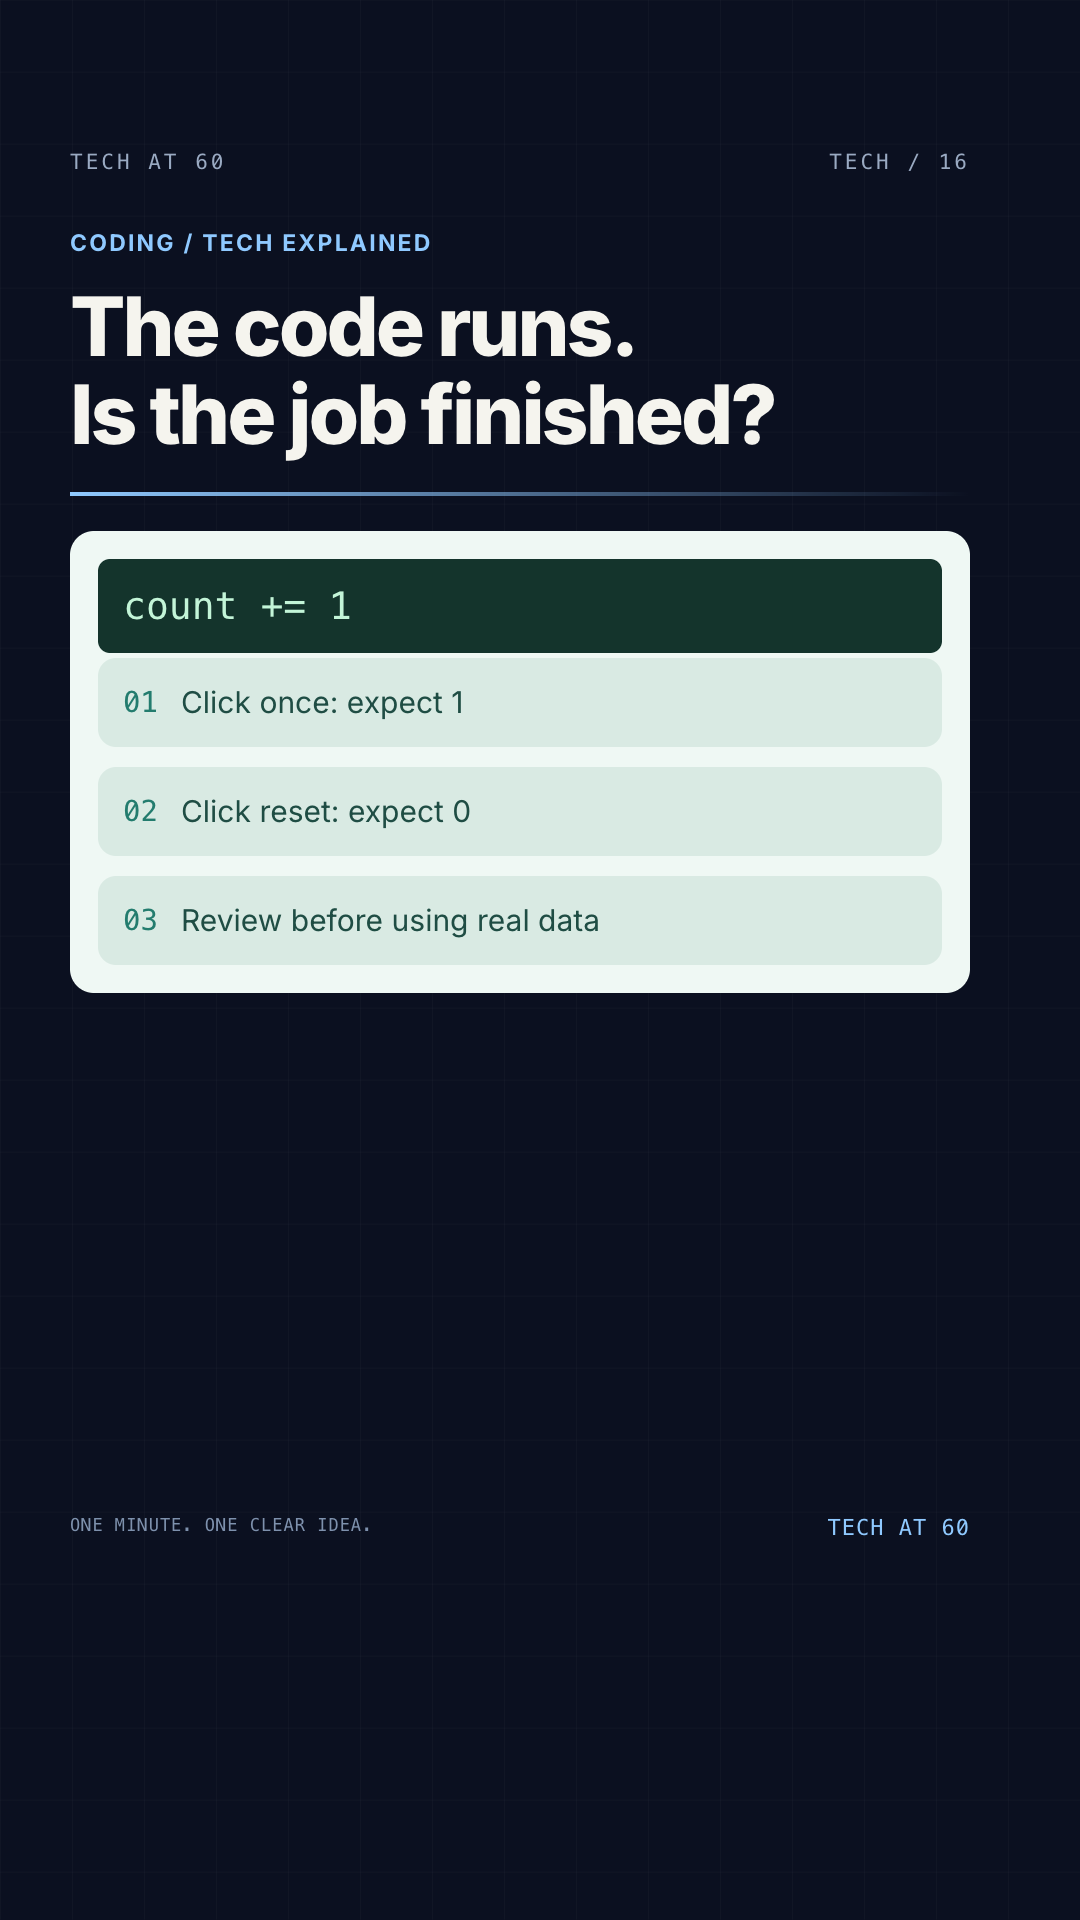 TECH AT 60
TECH / 16
CODING / TECH EXPLAINED
The code runs.
Is the job finished?
count += 1
01 Click once: expect 1
02 Click reset: expect 0
03 Review before using real data
ONE MINUTE. ONE CLEAR IDEA.
TECH AT 60